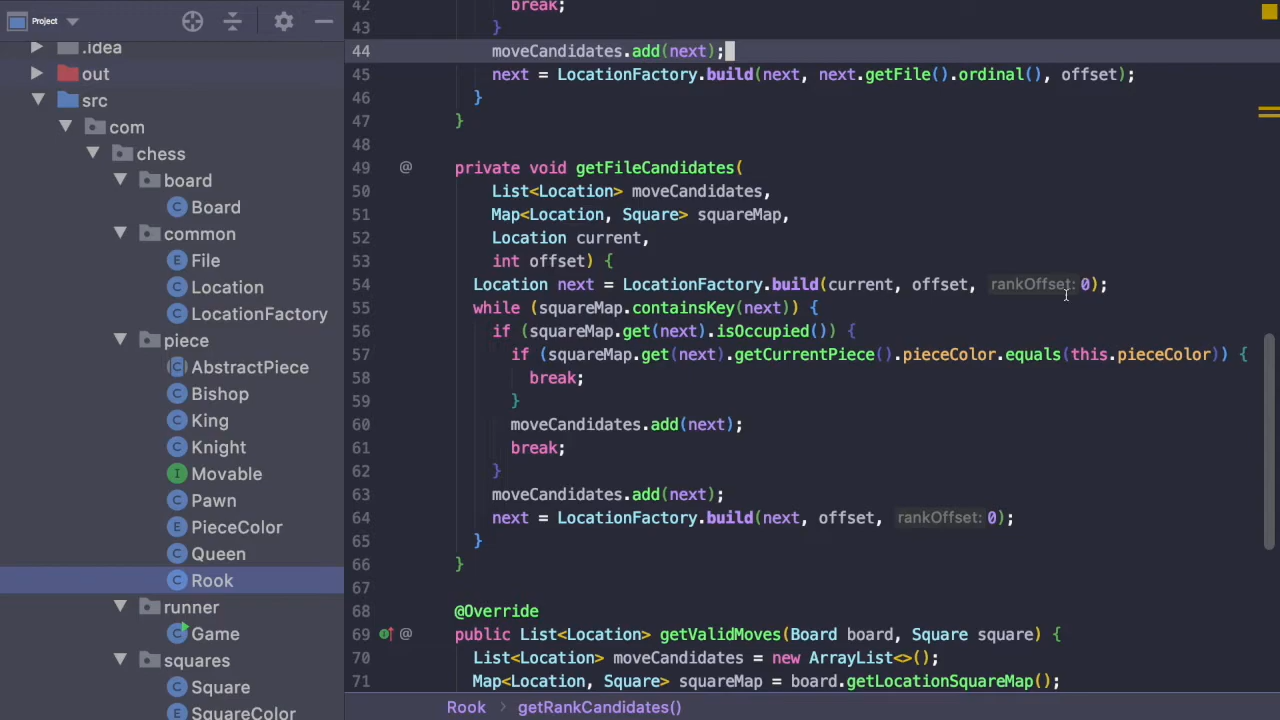 Project
.idea
out
src
com
chess
board
Board
common
File
Location
LocationFactory
piece
AbstractPiece
Bishop
King
Knight
Movable
Pawn
PieceColor
Queen
Rook
runner
Game
squares
Square
SquareColor
42 break;
43 }
44 moveCandidates.add(next);
45 next = LocationFactory.build(next, next.getFile().ordinal(), offset);
46 }
47 }
48
49 @ private void getFileCandidates(
50 List<Location> moveCandidates,
51 Map<Location, Square> squareMap,
52 Location current,
53 int offset) {
54 Location next = LocationFactory.build(current, offset, rankOffset: 0);
55 while (squareMap.containsKey(next)) {
56 if (squareMap.get(next).isOccupied()) {
57 if (squareMap.get(next).getCurrentPiece().pieceColor.equals(this.pieceColor)) {
58 break;
59 }
60 moveCandidates.add(next);
61 break;
62 }
63 moveCandidates.add(next);
64 next = LocationFactory.build(next, offset, rankOffset: 0);
65 }
66 }
67
68 @Override
69 @ public List<Location> getValidMoves(Board board, Square square) {
70 List<Location> moveCandidates = new ArrayList<>();
71 Map<Location, Square> squareMap = board.getLocationSquareMap();
Rook > getRankCandidates()